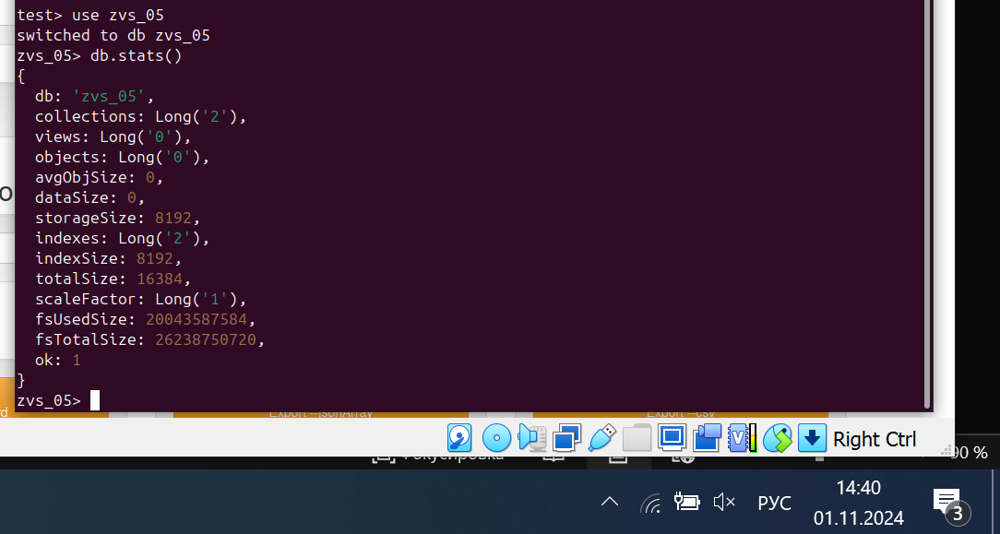 test> use zvs_05
switched to db zvs_05
zvs_05> db.stats()
{
  db: 'zvs_05',
  collections: Long('2'),
  views: Long('0'),
  objects: Long('0'),
  avgObjSize: 0,
  dataSize: 0,
  storageSize: 8192,
  indexes: Long('2'),
  indexSize: 8192,
  totalSize: 16384,
  scaleFactor: Long('1'),
  fsUsedSize: 20043587584,
  fsTotalSize: 26238750720,
  ok: 1
}
zvs_05>
Export --jsonArray Export --csv
Right Ctrl
Фокусировка 90 %
РУС 14:40
01.11.2024
3